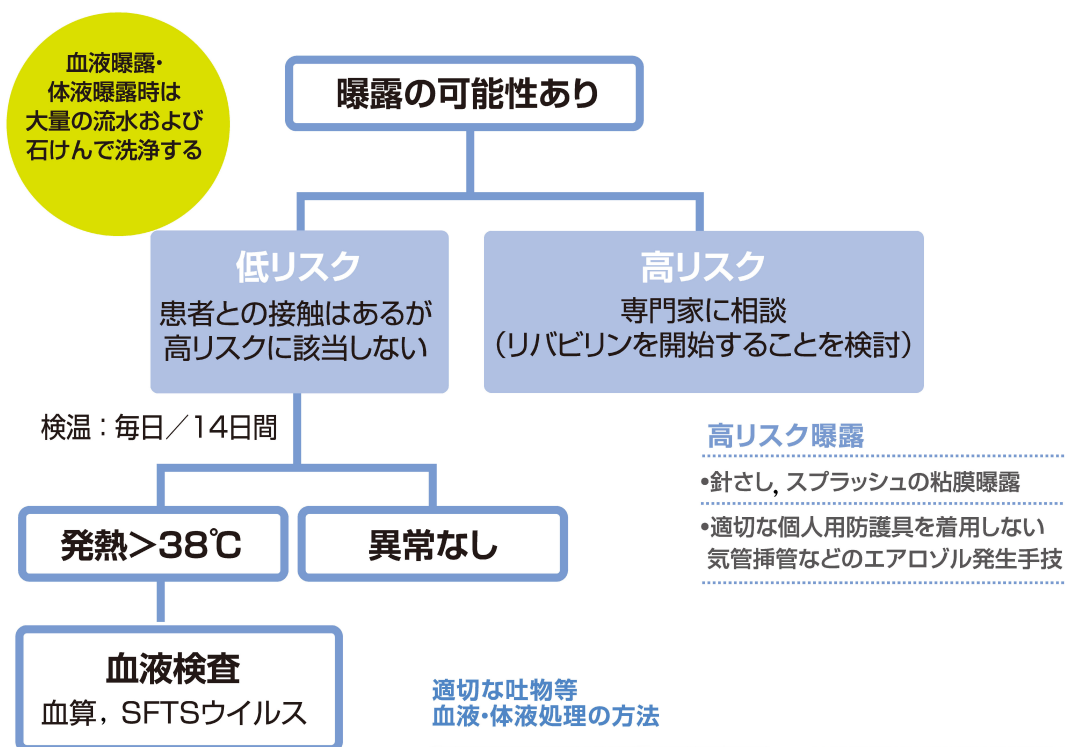 血液曝露・
体液曝露時は
大量の流水および
石けんで洗浄する
曝露の可能性あり
低リスク
患者との接触はあるが
高リスクに該当しない
高リスク
専門家に相談
（リバビリンを開始することを検討）
検温：毎日／14日間
発熱＞38℃
異常なし
血液検査
血算，SFTSウイルス
高リスク曝露
•針さし，スプラッシュの粘膜曝露
•適切な個人用防護具を着用しない
気管挿管などのエアロゾル発生手技
適切な吐物等
血液・体液処理の方法